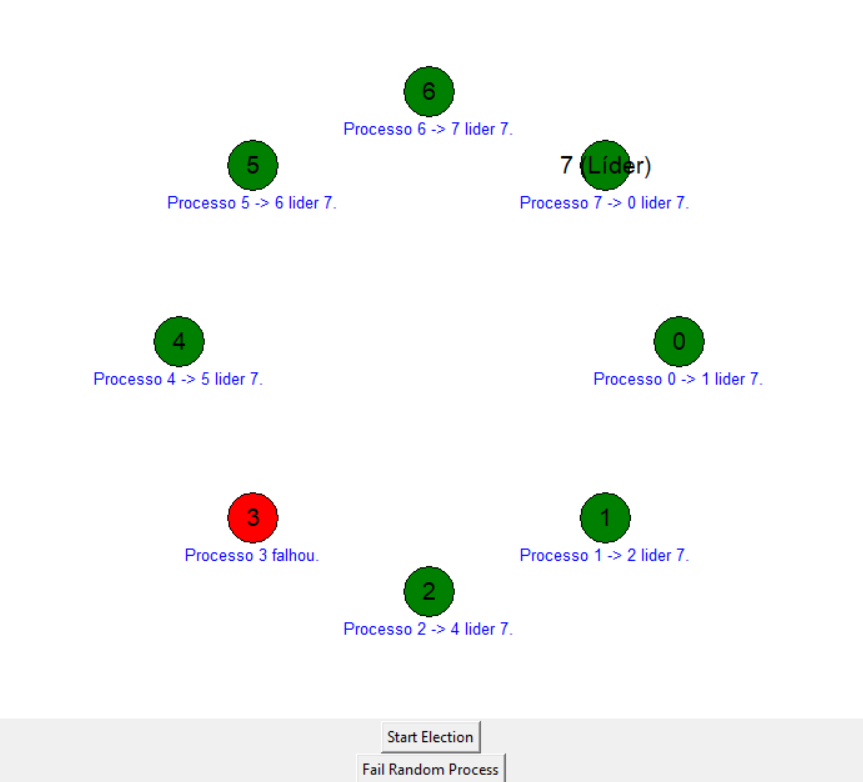 6
Processo 6 -> 7 lider 7.
5
Processo 5 -> 6 lider 7.
7 (Líder)
Processo 7 -> 0 lider 7.
4
Processo 4 -> 5 lider 7.
0
Processo 0 -> 1 lider 7.
3
Processo 3 falhou.
1
Processo 1 -> 2 lider 7.
2
Processo 2 -> 4 lider 7.
Start Election
Fail Random Process